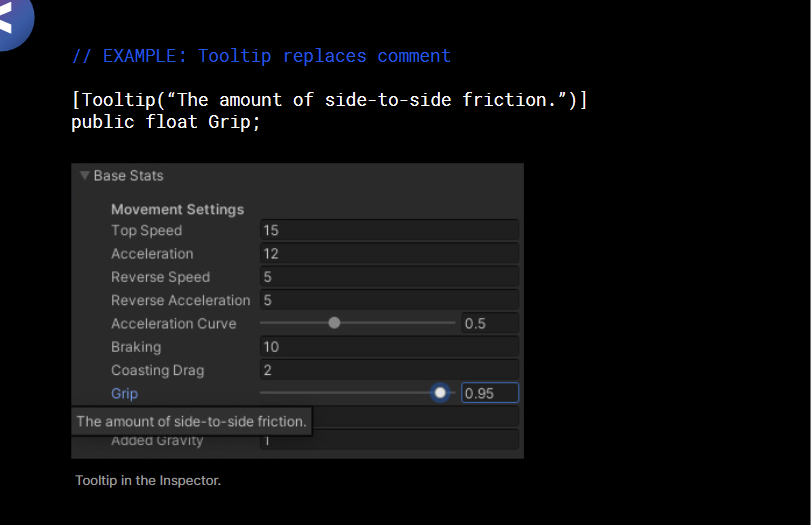 // EXAMPLE: Tooltip replaces comment
[Tooltip(“The amount of side-to-side friction.”)]
public float Grip;
Base Stats
Movement Settings
Top Speed 15
Acceleration 12
Reverse Speed 5
Reverse Acceleration 5
Acceleration Curve 0.5
Braking 10
Coasting Drag 2
Grip 0.95
The amount of side-to-side friction.
Added Gravity 1
Tooltip in the Inspector.